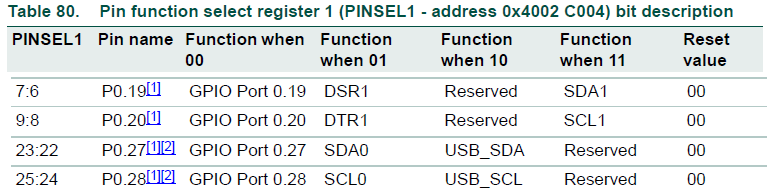 Table 80. Pin function select register 1 (PINSEL1 - address 0x4002 C004) bit description
PINSEL1 Pin name Function when 00 Function when 01 Function when 10 Function when 11 Reset value
7:6 P0.19[1] GPIO Port 0.19 DSR1 Reserved SDA1 00
9:8 P0.20[1] GPIO Port 0.20 DTR1 Reserved SCL1 00
23:22 P0.27[1][2] GPIO Port 0.27 SDA0 USB_SDA Reserved 00
25:24 P0.28[1][2] GPIO Port 0.28 SCL0 USB_SCL Reserved 00